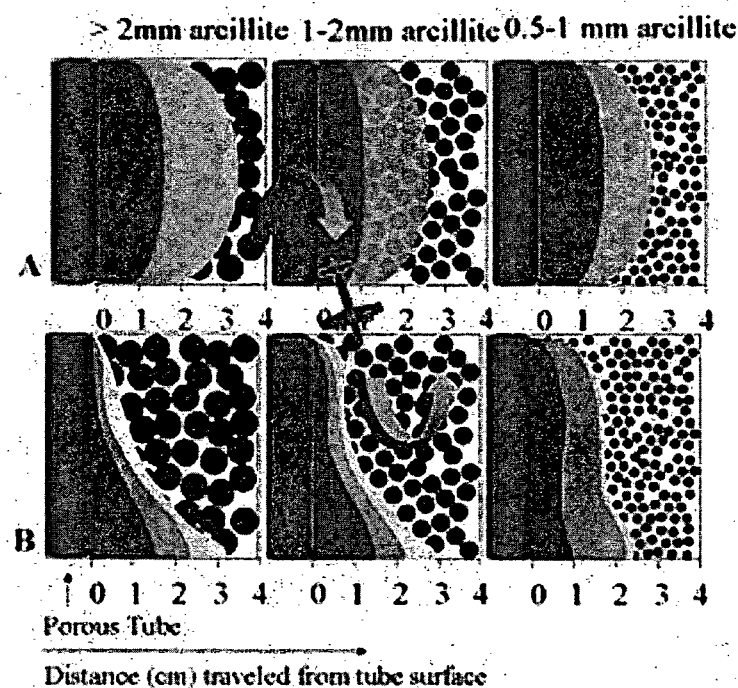 > 2mm arcillite 1-2mm arcillite 0.5-1 mm arcillite
A
0 1 2 3 4 0 1 2 3 4 0 1 2 3 4
B
0 1 2 3 4 0 1 2 3 4 0 1 2 3 4
Porous Tube
Distance (cm) traveled from tube surface